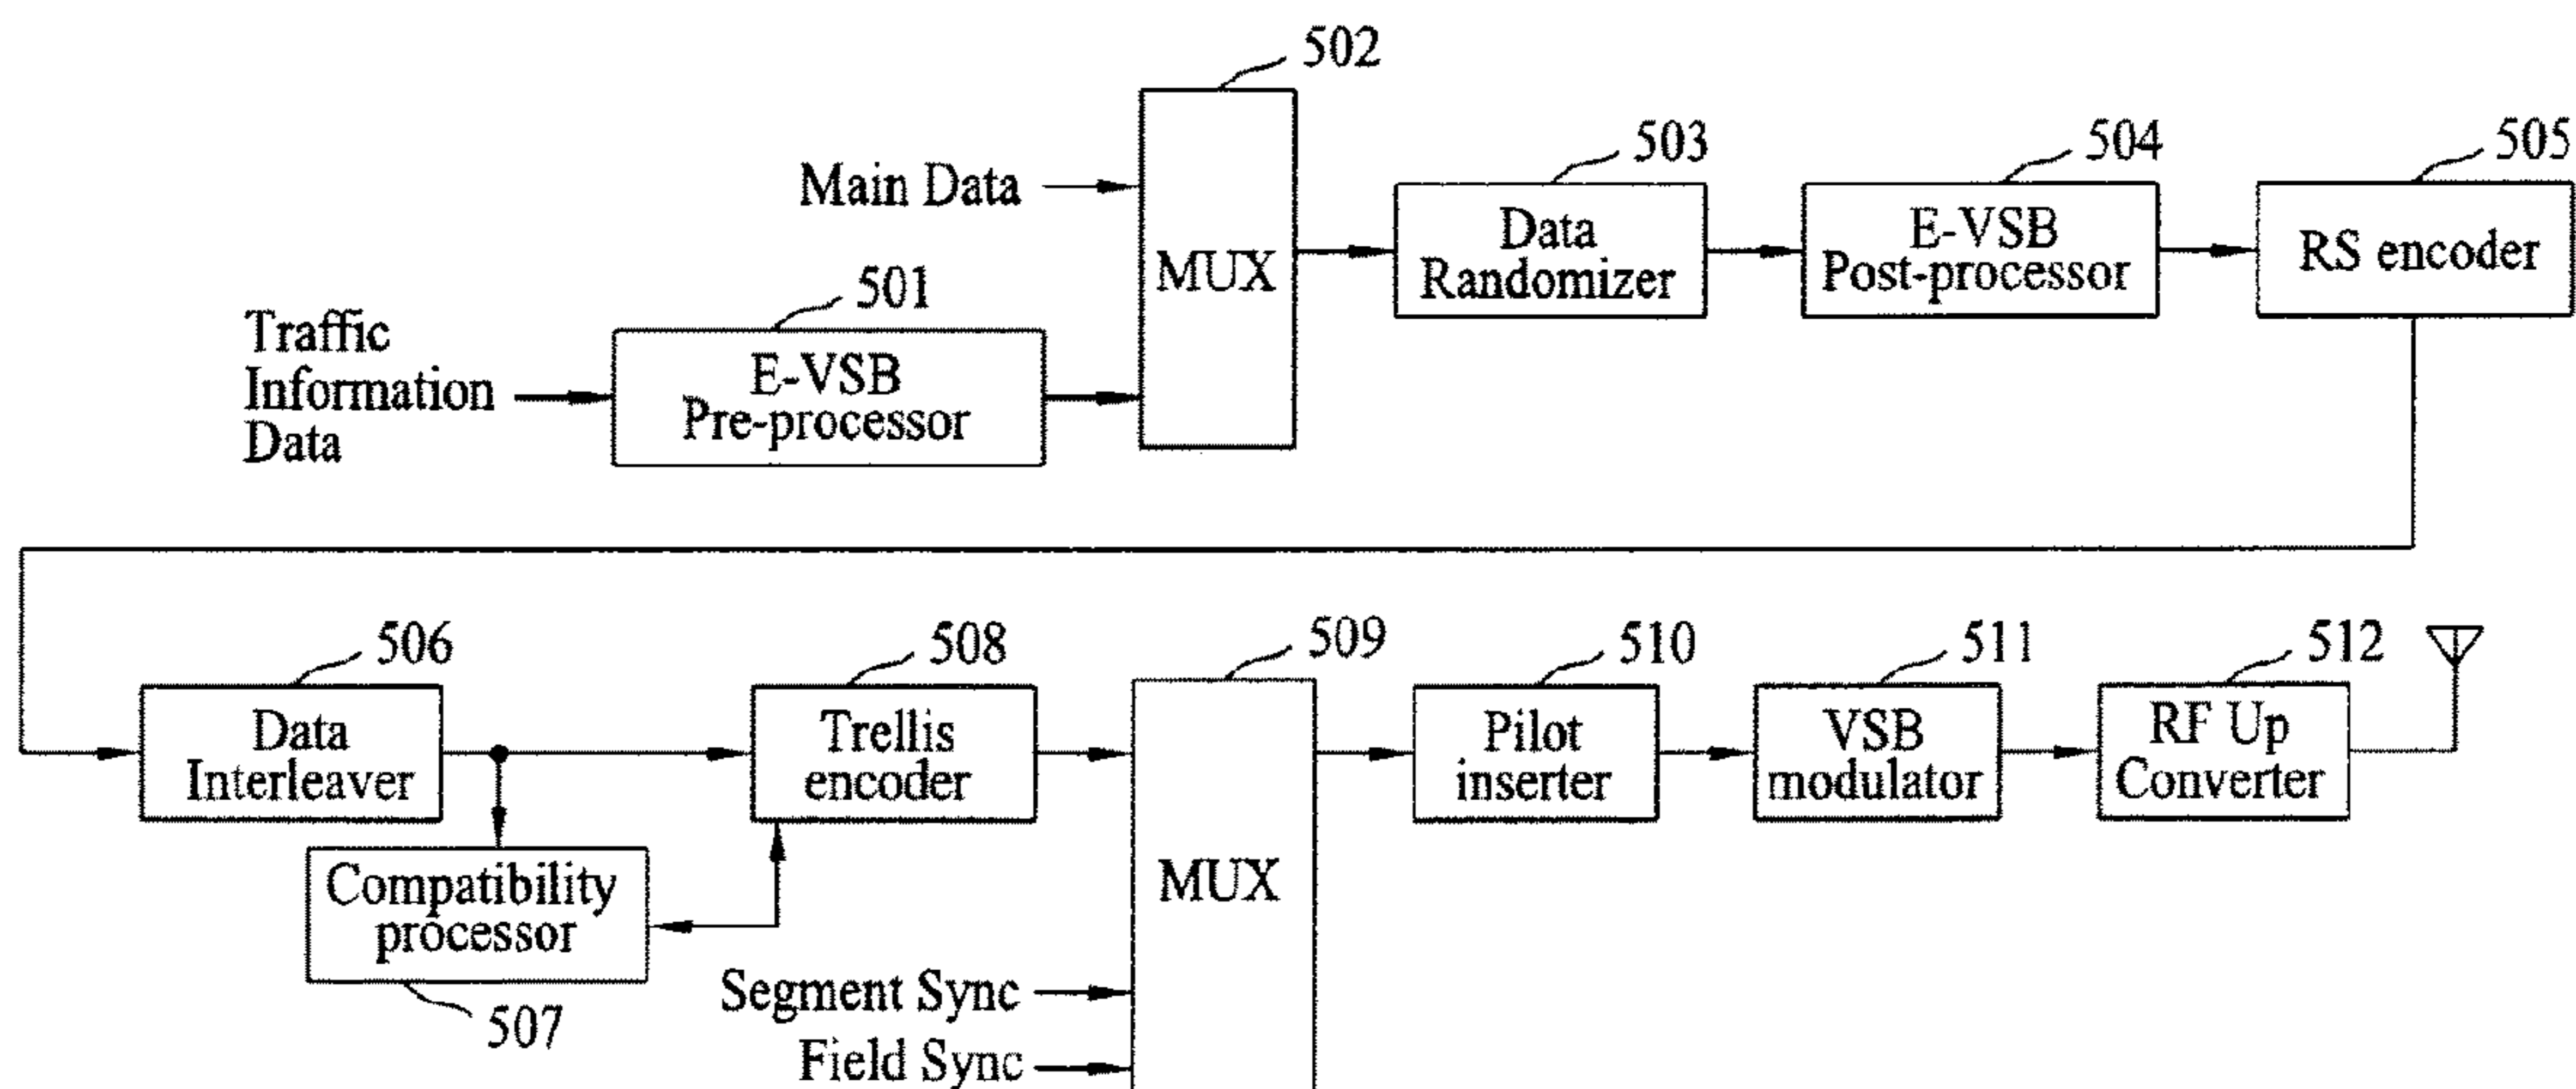 502
503
504
505
Main Data
MUX
Data
Randomizer
E-VSB
Post-processor
RS encoder
501
Traffic
Information
Data
E-VSB
Pre-processor
506
508
509
510
511
512
Data
Interleaver
Trellis
encoder
MUX
Pilot
inserter
VSB
modulator
RF Up
Converter
Compatibility
processor
507
Segment Sync
Field Sync